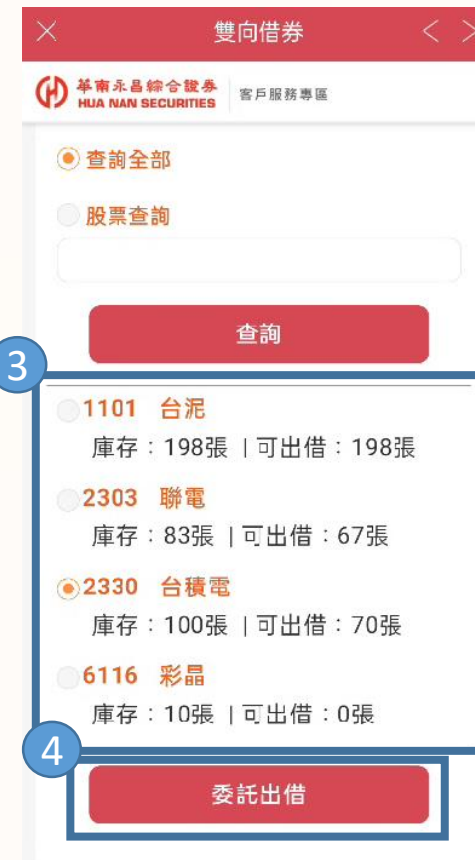 雙向借券
華南永昌綜合證券 客戶服務專區
HUA NAN SECURITIES
查詢全部
股票查詢
查詢
3
1101 台泥
庫存：198張 | 可出借：198張
2303 聯電
庫存：83張 | 可出借：67張
2330 台積電
庫存：100張 | 可出借：70張
6116 彩晶
庫存：10張 | 可出借：0張
4
委託出借